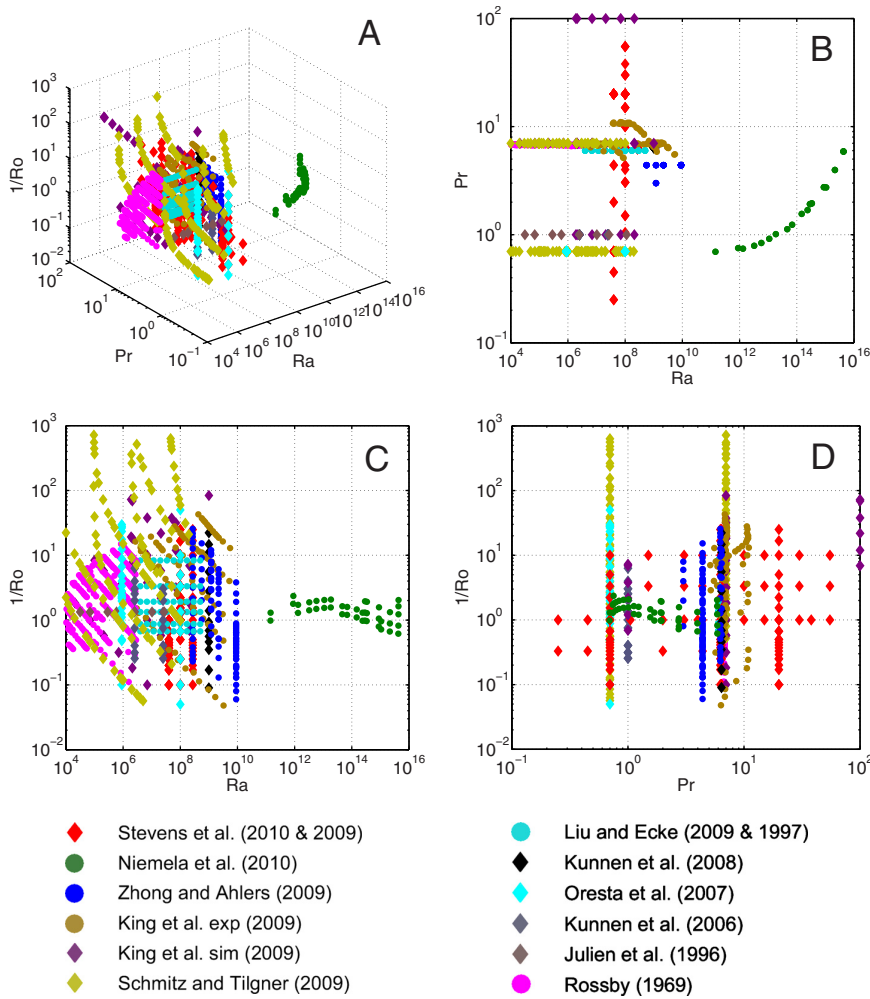 A
10^3
10^2
10^1
10^0
10^-1
10^-2
1/Ro
10^2
10^1
10^0
10^-1
Pr
10^4
10^6
10^8
10^10
10^12
10^14
10^16
Ra
B
10^2
10^1
10^0
10^-1
Pr
10^4
10^6
10^8
10^10
10^12
10^14
10^16
Ra
C
10^3
10^2
10^1
10^0
10^-1
10^-2
1/Ro
10^4
10^6
10^8
10^10
10^12
10^14
10^16
Ra
D
10^3
10^2
10^1
10^0
10^-1
10^-2
1/Ro
10^-1
10^0
10^1
10^2
Pr
Stevens et al. (2010 & 2009)
Niemela et al. (2010)
Zhong and Ahlers (2009)
King et al. exp (2009)
King et al. sim (2009)
Schmitz and Tilgner (2009)
Liu and Ecke (2009 & 1997)
Kunnen et al. (2008)
Oresta et al. (2007)
Kunnen et al. (2006)
Julien et al. (1996)
Rossby (1969)